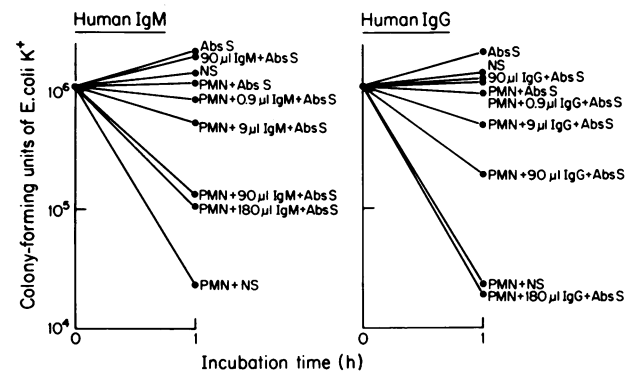 Human IgM
Human IgG
Colony-forming units of E.coli K+
10⁶
10⁵
10⁴
Abs S
90 µl IgM+Abs S
NS
PMN+Abs S
PMN+0.9 µl IgM+Abs S
PMN+9 µl IgM+Abs S
PMN+90 µl IgM+Abs S
PMN+180 µl IgM+Abs S
PMN+NS
0
1
Abs S
NS
90 µl IgG+Abs S
PMN+Abs S
PMN+0.9 µl IgG+Abs S
PMN+9 µl IgG+Abs S
PMN+90 µl IgG+Abs S
PMN+NS
PMN+180 µl IgG+Abs S
0
1
Incubation time (h)